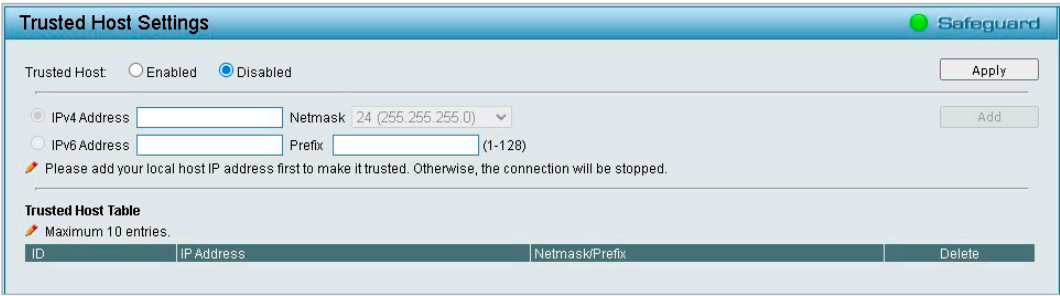 Trusted Host Settings Safeguard
Trusted Host: Enabled Disabled Apply
IPv4 Address Netmask 24 (255.255.255.0) Add
IPv6 Address Prefix (1-128)
Please add your local host IP address first to make it trusted. Otherwise, the connection will be stopped.
Trusted Host Table
Maximum 10 entries.
ID IP Address Netmask/Prefix Delete